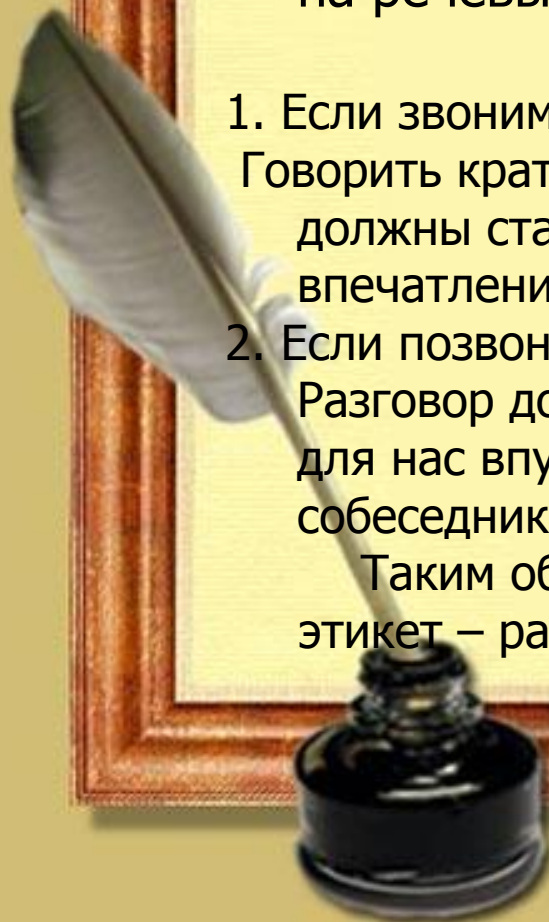 на речевы
1. Если звоним
Говорить крат
должны ста
впечатлени
2. Если позвон
Разговор до
для нас впу
собеседник
Таким об
этикет – ра